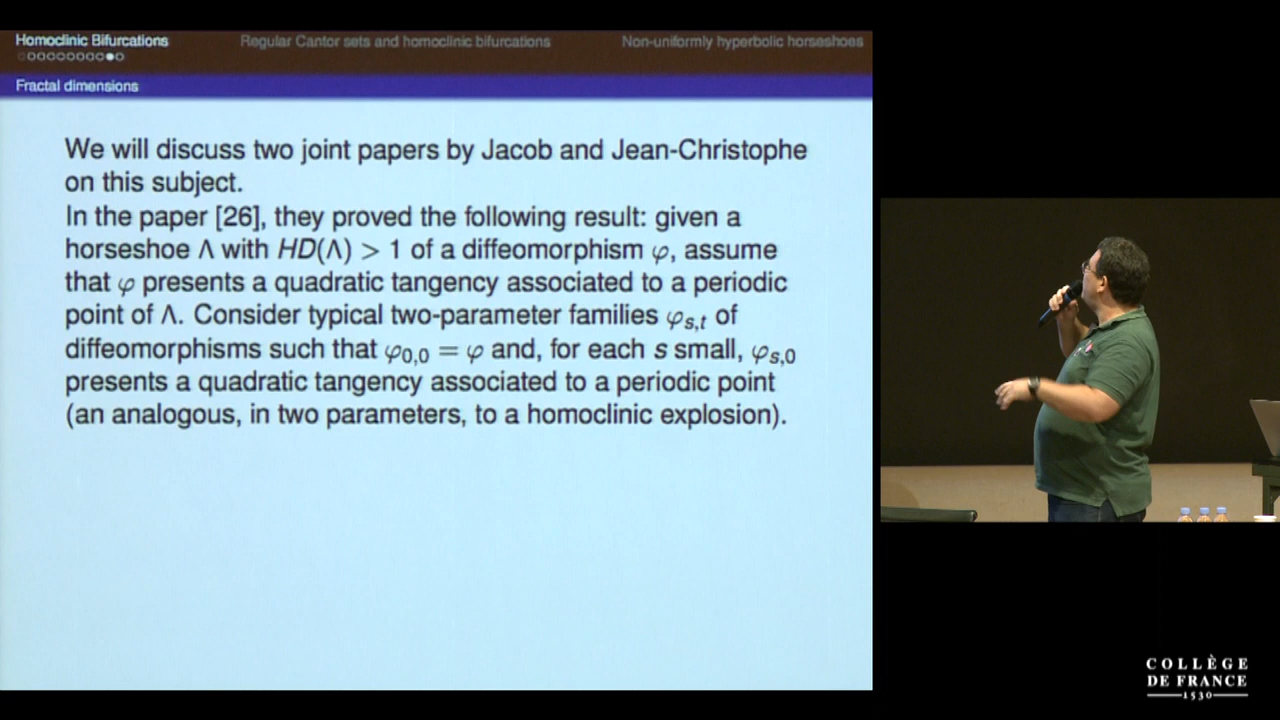 Homoclinic Bifurcations Regular Cantor sets and homoclinic bifurcations Non-uniformly hyperbolic horseshoes
Fractal dimensions
We will discuss two joint papers by Jacob and Jean-Christophe
on this subject.
In the paper [26], they proved the following result: given a
horseshoe Λ with HD(Λ) > 1 of a diffeomorphism φ, assume
that φ presents a quadratic tangency associated to a periodic
point of Λ. Consider typical two-parameter families φ_{s,t} of
diffeomorphisms such that φ_{0,0} = φ and, for each s small, φ_{s,0}
presents a quadratic tangency associated to a periodic point
(an analogous, in two parameters, to a homoclinic explosion).
COLLÈGE
DE FRANCE
1530